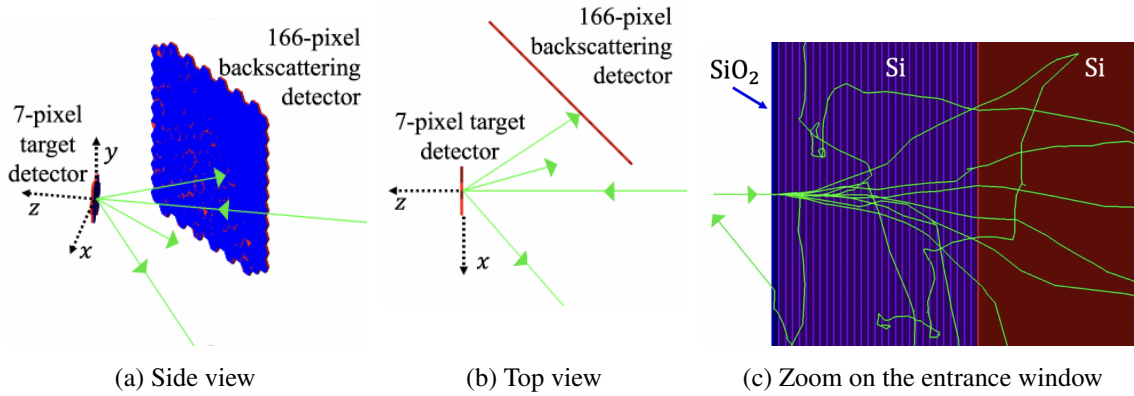 166-pixel
backscattering
detector
7-pixel
target
detector
y
z
x
(a) Side view
166-pixel
backscattering
detector
7-pixel target
detector
z
x
(b) Top view
SiO₂
Si
Si
(c) Zoom on the entrance window